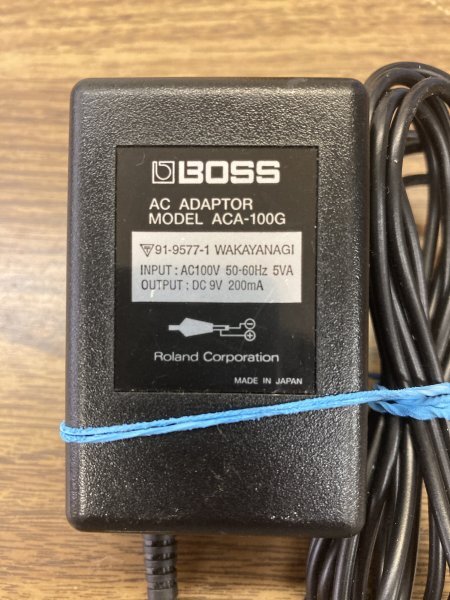 BOSS
AC ADAPTOR
MODEL ACA-100G
91-9577-1 WAKAYANAGI
INPUT : AC100V 50-60Hz 5VA
OUTPUT : DC 9V 200mA
Roland Corporation
MADE IN JAPAN